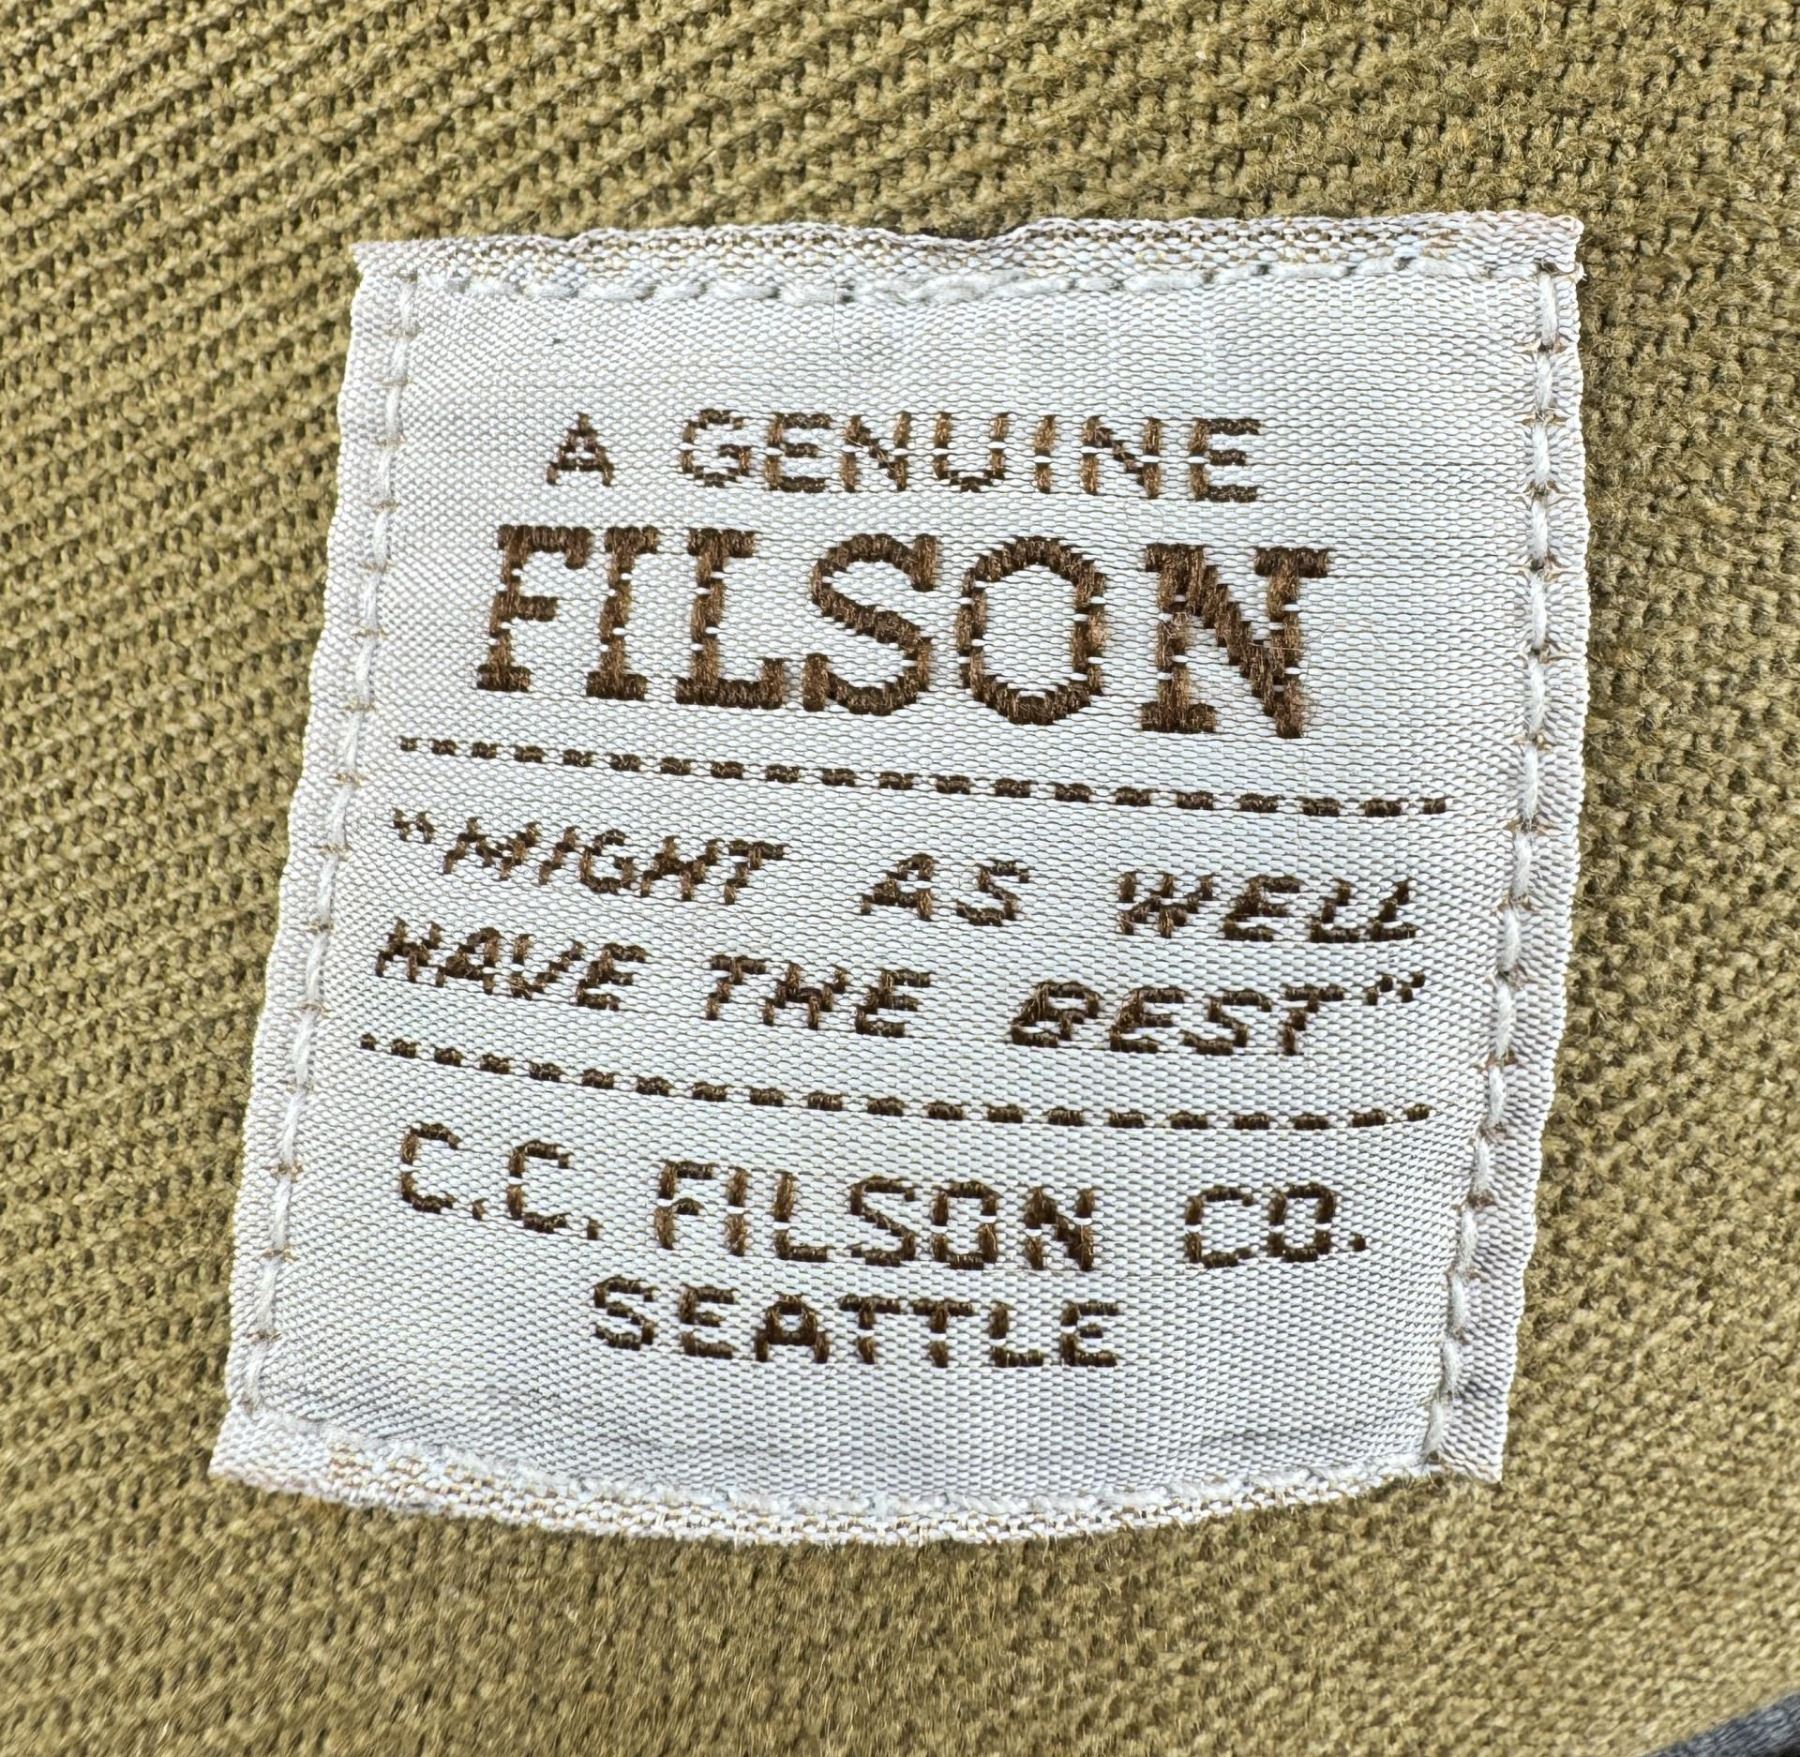 A GENUINE
FILSON
"MIGHT AS WELL
HAVE THE BEST"
C.C. FILSON CO.
SEATTLE